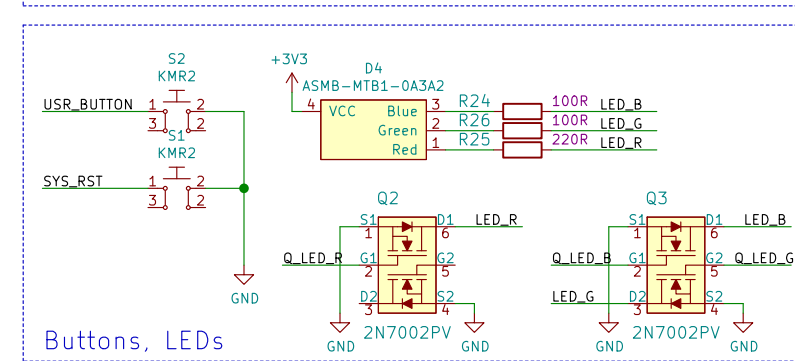 S2
KMR2
USR_BUTTON 1 2
3 2
S1
KMR2
SYS_RST 1 2
3 2
GND
+3V3
D4
ASMB-MTB1-0A3A2
4 VCC Blue 3 R24 100R LED_B
Green 2 R26 100R LED_G
Red 1 R25 220R LED_R
Q2
S1 D1 LED_R
1 6
Q_LED_R G1 G2
2 5
D2 S2
3 4
2N7002PV
GND GND
Q3
S1 D1 LED_B
1 6
Q_LED_B G1 G2 Q_LED_G
2 5
LED_G D2 S2
3 4
2N7002PV
GND GND
Buttons, LEDs